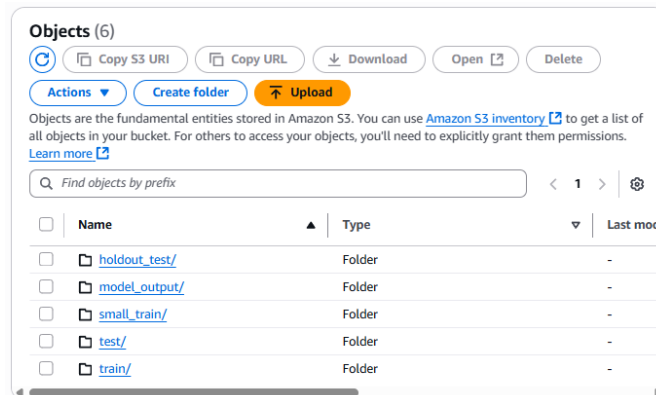 Objects (6)
Copy S3 URI Copy URL Download Open Delete
Actions Create folder Upload
Objects are the fundamental entities stored in Amazon S3. You can use Amazon S3 inventory to get a list of
all objects in your bucket. For others to access your objects, you'll need to explicitly grant them permissions.
Learn more
Find objects by prefix 1
Name Type Last mod
holdout_test/ Folder -
model_output/ Folder -
small_train/ Folder -
test/ Folder -
train/ Folder -